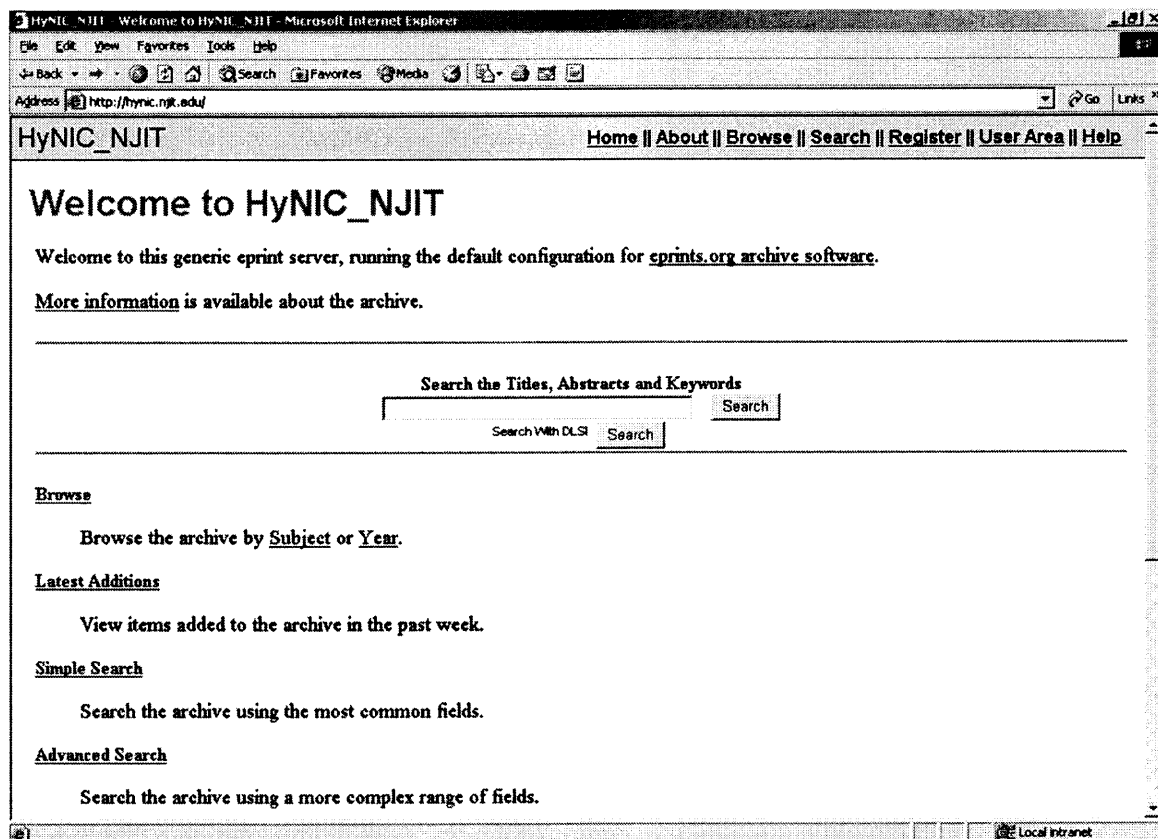 HyNIC_NJIT - Welcome to HyNIC_NJIT - Microsoft Internet Explorer
File Edit View Favorites Tools Help
Back Search Favorites Media
Address http://hynic.njit.edu/ Go Links »
HyNIC_NJIT Home || About || Browse || Search || Register || User Area || Help
Welcome to HyNIC_NJIT
Welcome to this generic eprint server, running the default configuration for eprints.org archive software.
More information is available about the archive.
Search the Titles, Abstracts and Keywords
Search
Search With DLSI Search
Browse
Browse the archive by Subject or Year.
Latest Additions
View items added to the archive in the past week.
Simple Search
Search the archive using the most common fields.
Advanced Search
Search the archive using a more complex range of fields.
Local intranet